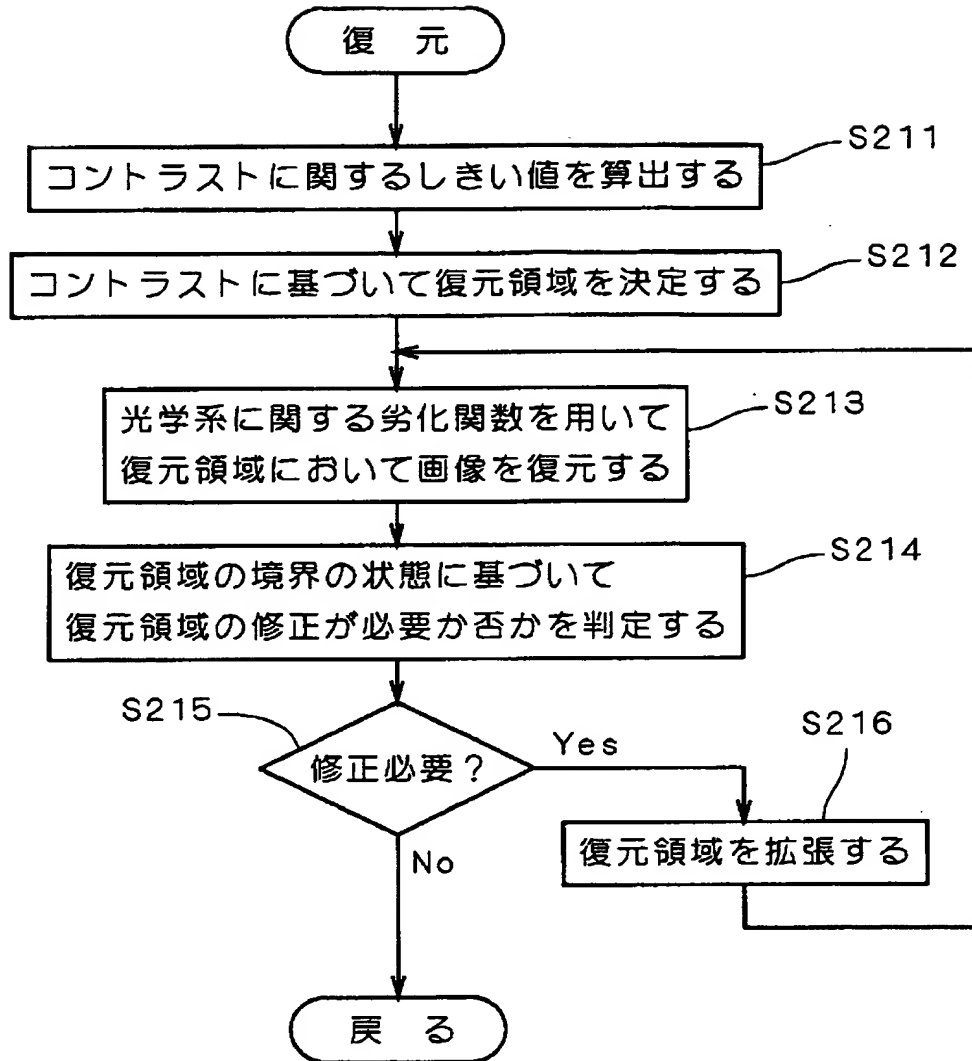 復 元
S211
コントラストに関するしきい値を算出する
S212
コントラストに基づいて復元領域を決定する
S213
光学系に関する劣化関数を用いて
復元領域において画像を復元する
S214
復元領域の境界の状態に基づいて
復元領域の修正が必要か否かを判定する
S215
修正必要?
Yes
S216
復元領域を拡張する
No
戻 る